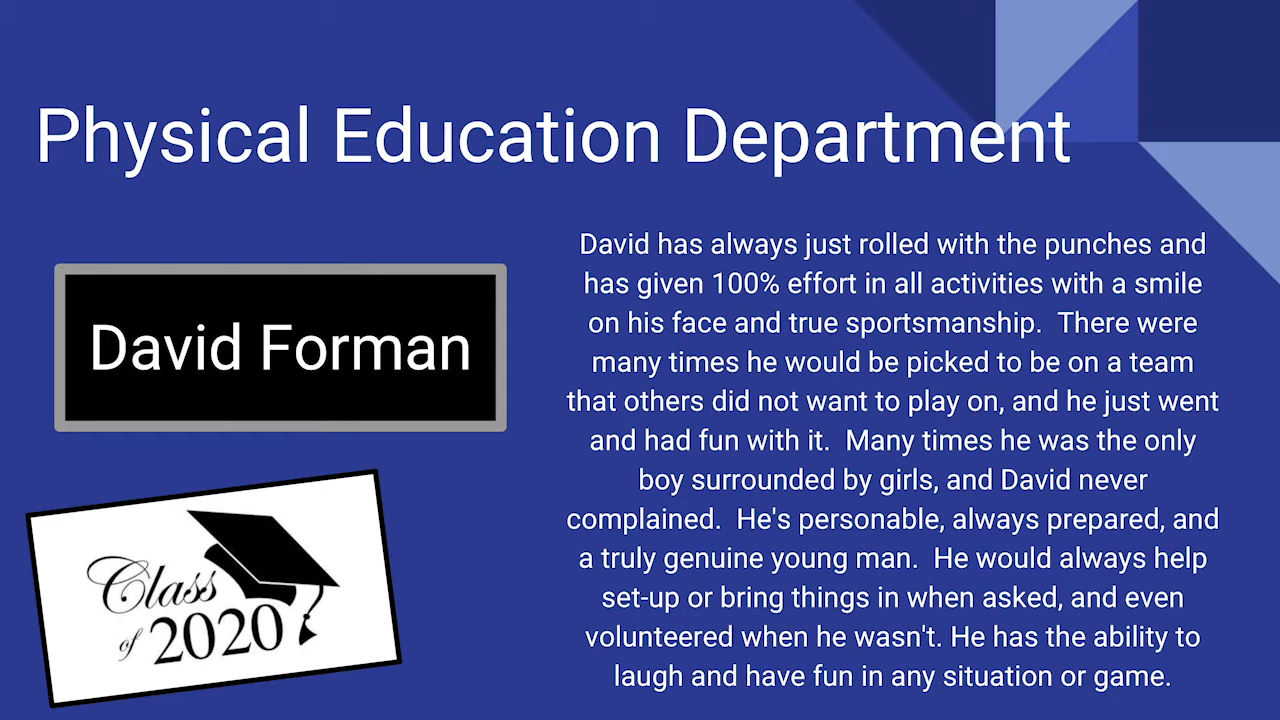 Physical Education Department
David Forman
Class
of 2020
David has always just rolled with the punches and
has given 100% effort in all activities with a smile
on his face and true sportsmanship.  There were
many times he would be picked to be on a team
that others did not want to play on, and he just went
and had fun with it.  Many times he was the only
boy surrounded by girls, and David never
complained.  He's personable, always prepared, and
a truly genuine young man.  He would always help
set-up or bring things in when asked, and even
volunteered when he wasn't. He has the ability to
laugh and have fun in any situation or game.